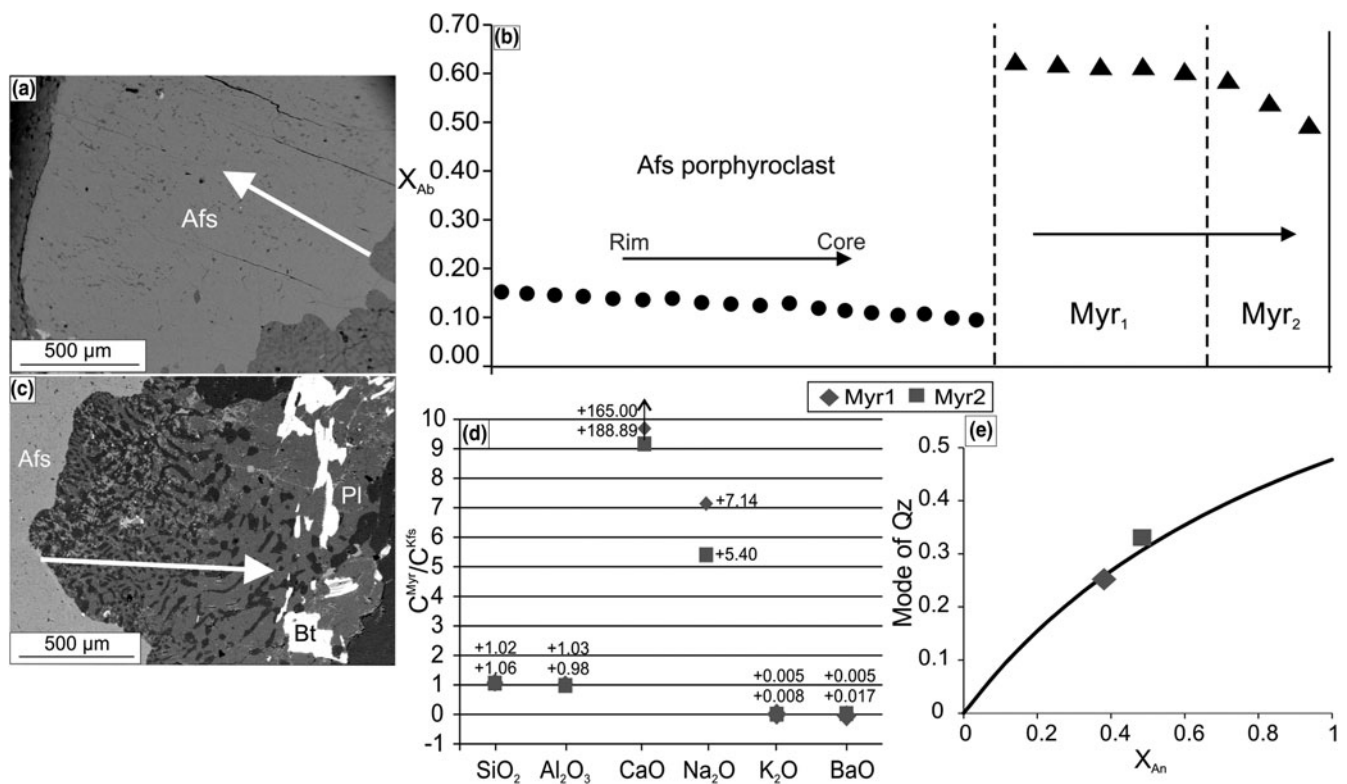 (a)
Afs
500 µm
(b)
0.70
0.60
0.50
0.40
0.30
0.20
0.10
0.00
X_Ab
Afs porphyroclast
Rim
Core
Myr₁
Myr₂
(c)
Afs
Pl
Bt
500 µm
Myr1
Myr2
(d)
10
9
8
7
6
5
4
3
2
1
0
-1
C^Myr/C^Kfs
+165.00
+188.89
+7.14
+5.40
+1.02
+1.06
+1.03
+0.98
+0.005
+0.008
+0.005
+0.017
SiO₂
Al₂O₃
CaO
Na₂O
K₂O
BaO
(e)
0.5
0.4
0.3
0.2
0.1
0
Mode of Qz
0
0.2
0.4
0.6
0.8
1
X_An